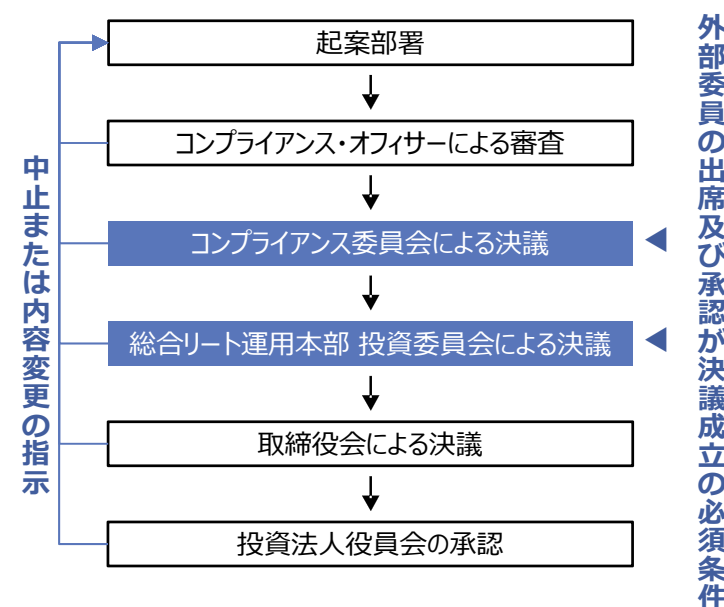 起案部署
コンプライアンス・オフィサーによる審査
コンプライアンス委員会による決議
総合リート運用本部 投資委員会による決議
取締役会による決議
投資法人役員会の承認
中止または内容変更の指示
外部委員の出席及び承認が決議成立の必須条件